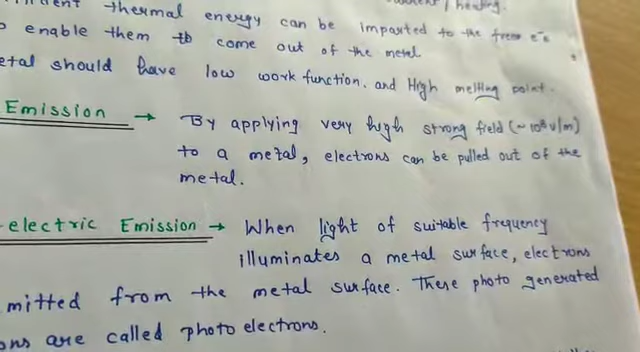 thermal energy can be imparted to the free e⁻s
enable them to come out of the metal
etal should have low work function. and High melting point.
Emission → By applying very high strong field (~ 10⁸ v/m)
to a metal, electrons can be pulled out of the
metal.
-electric Emission → When light of suitable frequency
illuminates a metal surface, electrons
mitted from the metal surface. These photo generated
ons are called photo electrons.